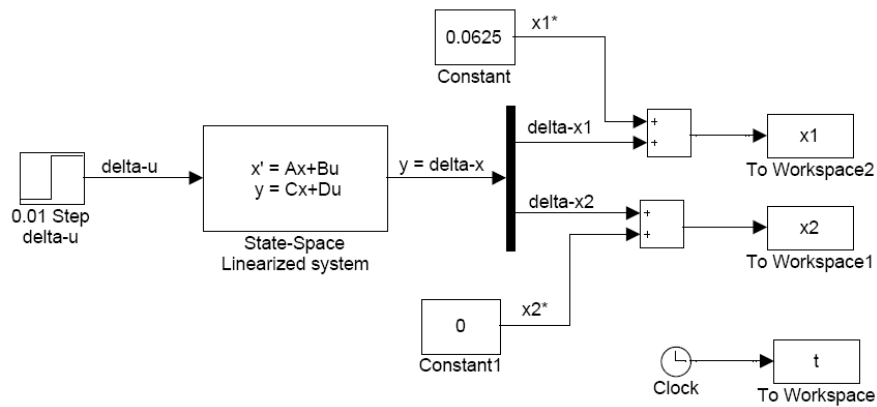 x1*
0.0625
Constant
+
+
x1
To Workspace2
delta-x1
delta-u
x' = Ax+Bu
y = Cx+Du
y = delta-x
0.01 Step
delta-u
State-Space
Linearized system
delta-x2
+
+
x2
To Workspace1
x2*
0
Constant1
Clock
t
To Workspace